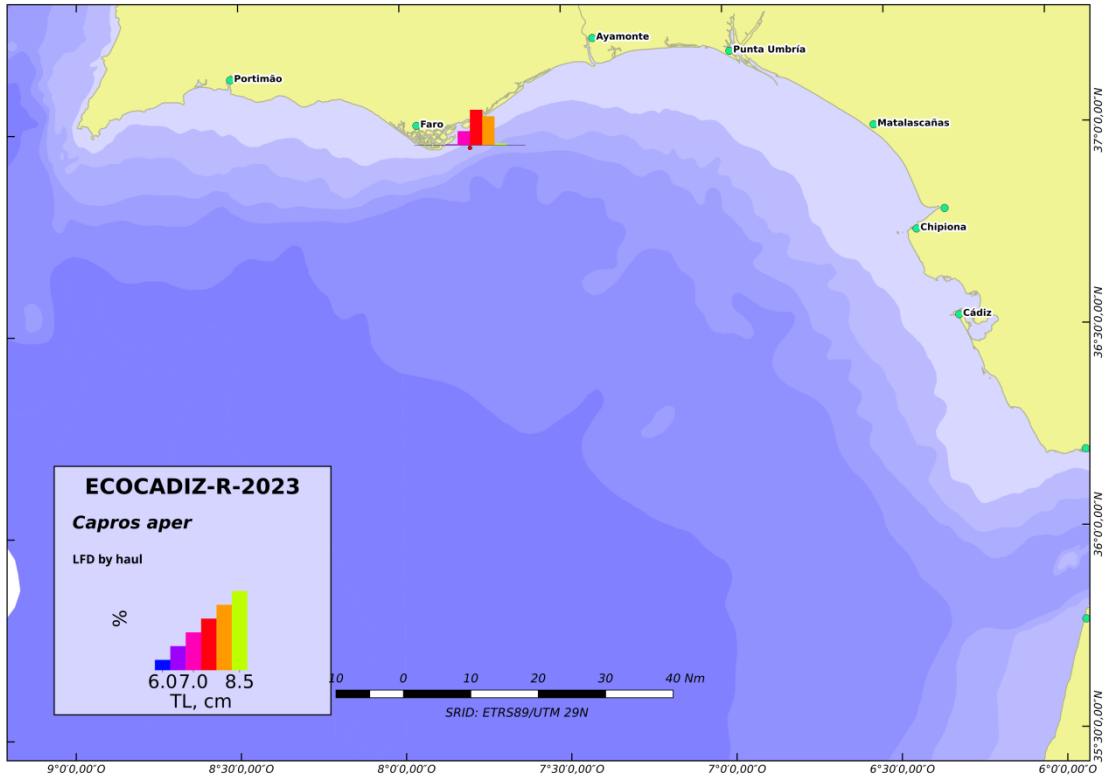 Ayamonte
Punta Umbría
Portimão
Faro
Matalascañas
Chipiona
Cádiz
37°0'0,00"N
36°30'0,00"N
36°0'0,00"N
35°30'0,00"N
ECOCADIZ-R-2023
Capros aper
LFD by haul
%
6.07.0 8.5
TL, cm
10 0 10 20 30 40 Nm
SRID: ETRS89/UTM 29N
9°0'0,00"O 8°30'0,00"O 8°0'0,00"O 7°30'0,00"O 7°0'0,00"O 6°30'0,00"O 6°0'0,00"O